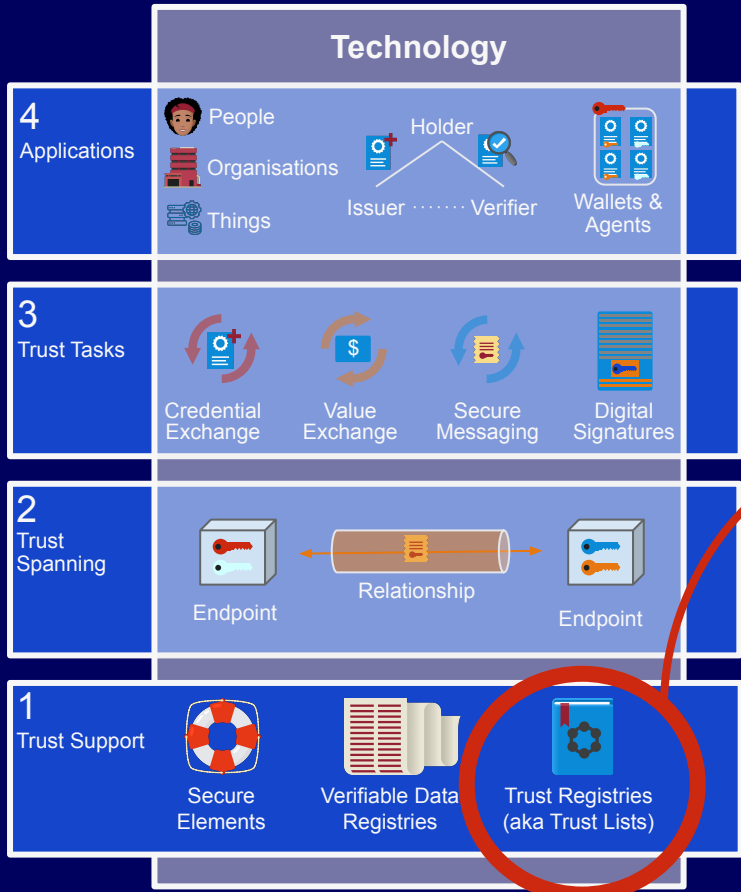 Technology
4
Applications
People
Organisations
Things
Holder
Issuer ······· Verifier
Wallets &
Agents
3
Trust Tasks
$
Credential
Exchange
Value
Exchange
Secure
Messaging
Digital
Signatures
2
Trust
Spanning
Endpoint
Relationship
Endpoint
1
Trust Support
Secure
Elements
Verifiable Data
Registries
Trust Registries
(aka Trust Lists)